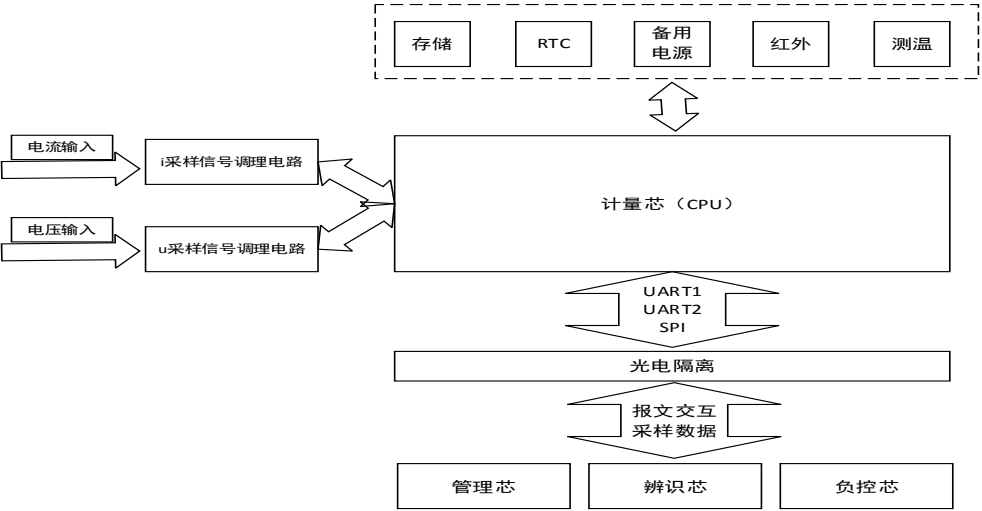 存储
RTC
备用
电源
红外
测温
电流输入
i采样信号调理电路
计量芯（CPU）
电压输入
u采样信号调理电路
UART1
UART2
SPI
光电隔离
报文交互
采样数据
管理芯
辨识芯
负控芯